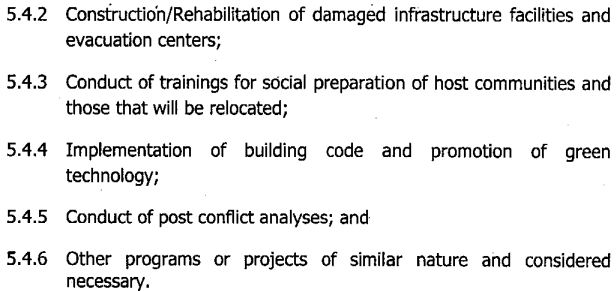 5.4.2 Construction/Rehabilitation of damaged infrastructure facilities and
evacuation centers;
5.4.3 Conduct of trainings for social preparation of host communities and
those that will be relocated;
5.4.4 Implementation of building code and promotion of green
technology;
5.4.5 Conduct of post conflict analyses; and
5.4.6 Other programs or projects of similar nature and considered
necessary.